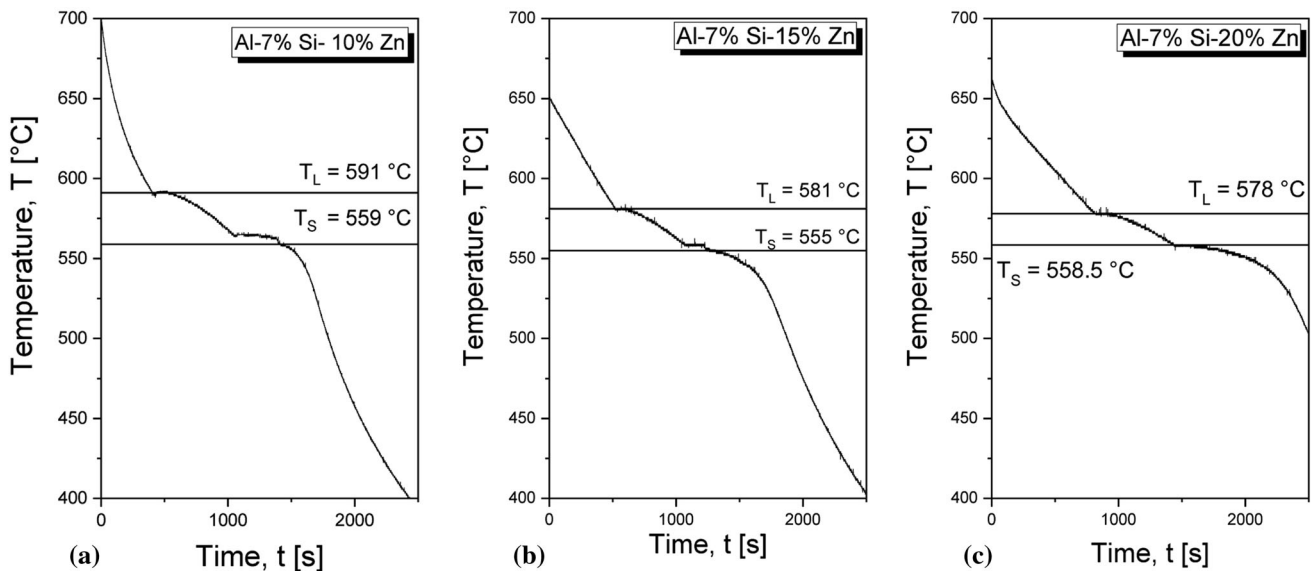 Al-7% Si- 10% Zn
700
650
600
550
500
450
400
Temperature, T [°C]
T_L = 591 °C
T_S = 559 °C
0
1000
2000
Time, t [s]
(a)
Al-7% Si-15% Zn
700
650
600
550
500
450
400
Temperature, T [°C]
T_L = 581 °C
T_S = 555 °C
0
1000
2000
Time, t [s]
(b)
Al-7% Si-20% Zn
700
650
600
550
500
450
400
Temperature, T [°C]
T_L = 578 °C
T_S = 558.5 °C
0
1000
2000
Time, t [s]
(c)